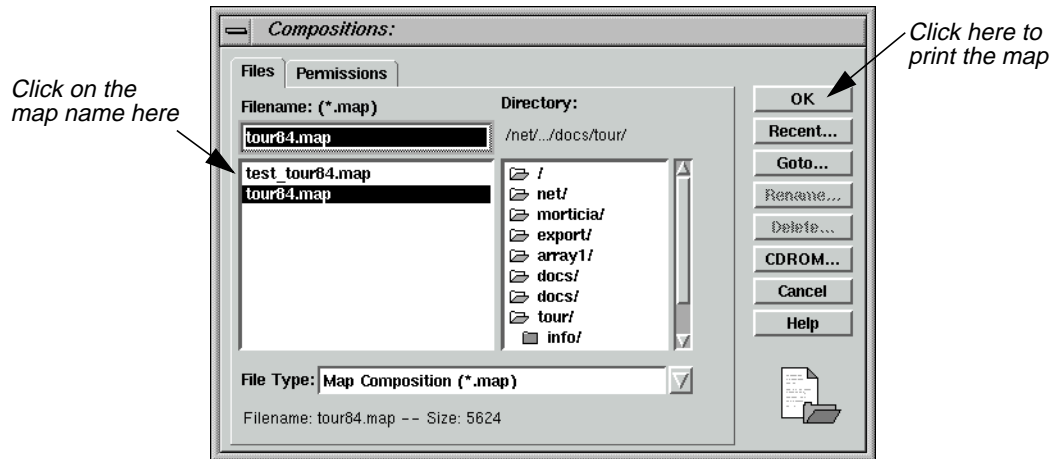 Compositions:
Click here to
print the map
Click on the
map name here
Files
Permissions
Filename: (*.map)
tour84.map
test_tour84.map
tour84.map
Directory:
/net/.../docs/tour/
/
net/
morticia/
export/
array1/
docs/
docs/
tour/
info/
OK
Recent...
Goto...
Rename...
Delete...
CDROM...
Cancel
Help
File Type: Map Composition (*.map)
Filename: tour84.map -- Size: 5624